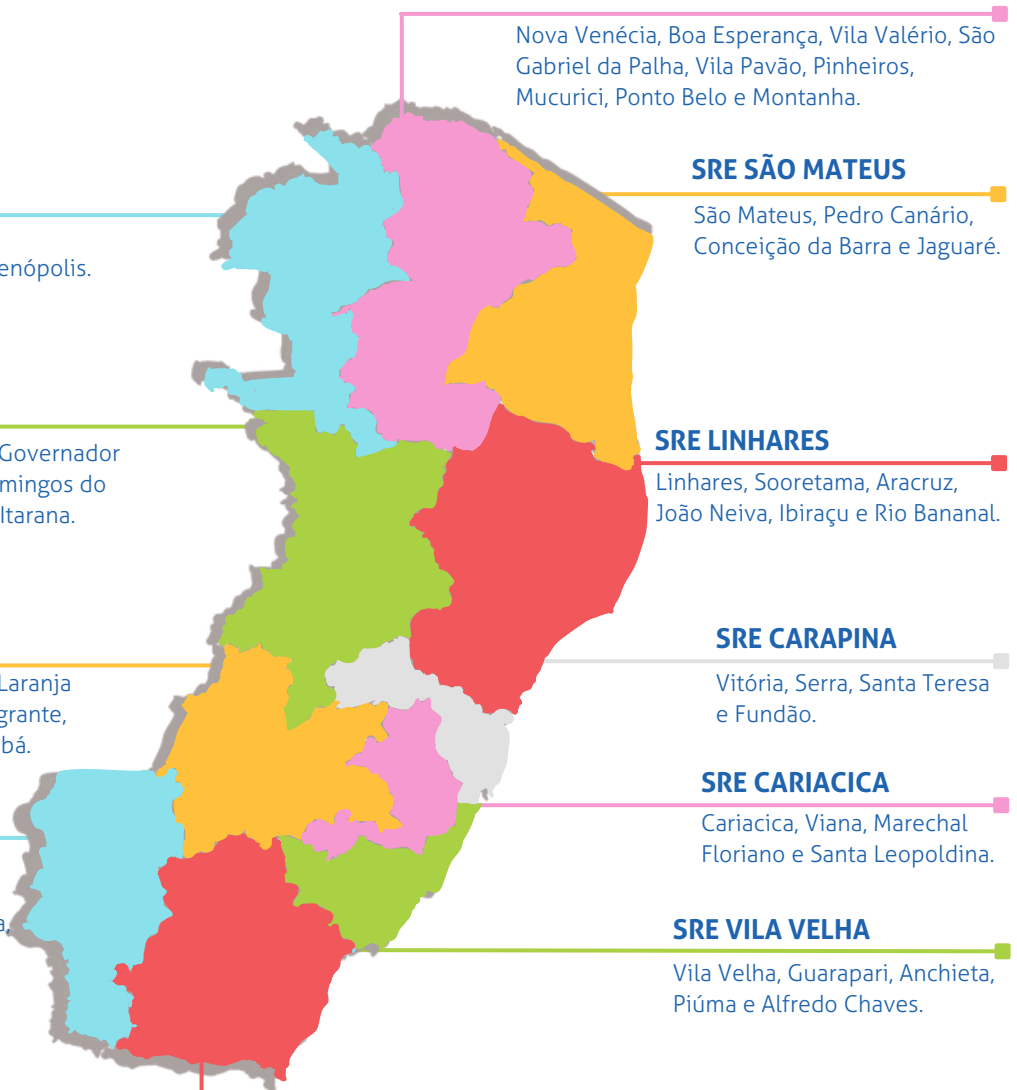 Nova Venécia, Boa Esperança, Vila Valério, São
Gabriel da Palha, Vila Pavão, Pinheiros,
Mucurici, Ponto Belo e Montanha.
SRE SÃO MATEUS
São Mateus, Pedro Canário,
Conceição da Barra e Jaguaré.
enópolis.
Governador
mingos do
Itarana.
SRE LINHARES
Linhares, Sooretama, Aracruz,
João Neiva, Ibiraçu e Rio Bananal.
SRE CARAPINA
Vitória, Serra, Santa Teresa
e Fundão.
Laranja
grante,
bá.
SRE CARIACICA
Cariacica, Viana, Marechal
Floriano e Santa Leopoldina.
a,
SRE VILA VELHA
Vila Velha, Guarapari, Anchieta,
Piúma e Alfredo Chaves.